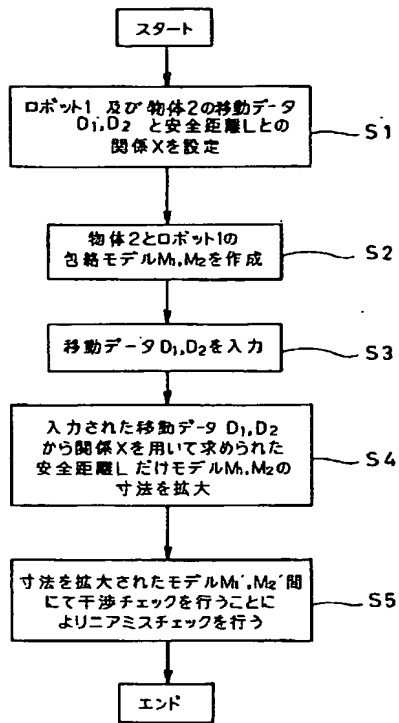 スタート
ロボット1 及び物体2の移動データ
D₁,D₂ と安全距離Lとの
関係Xを設定
S1
物体2とロボット1の
包絡モデルM₁,M₂を作成
S2
移動データD₁,D₂を入力
S3
入力された移動データ D₁,D₂
から関係Xを用いて求められた
安全距離LだけモデルM₁,M₂の
寸法を拡大
S4
寸法を拡大されたモデルM₁′,M₂′間
にて干渉チェックを行うことに
よりニアミスチェックを行う
S5
エンド